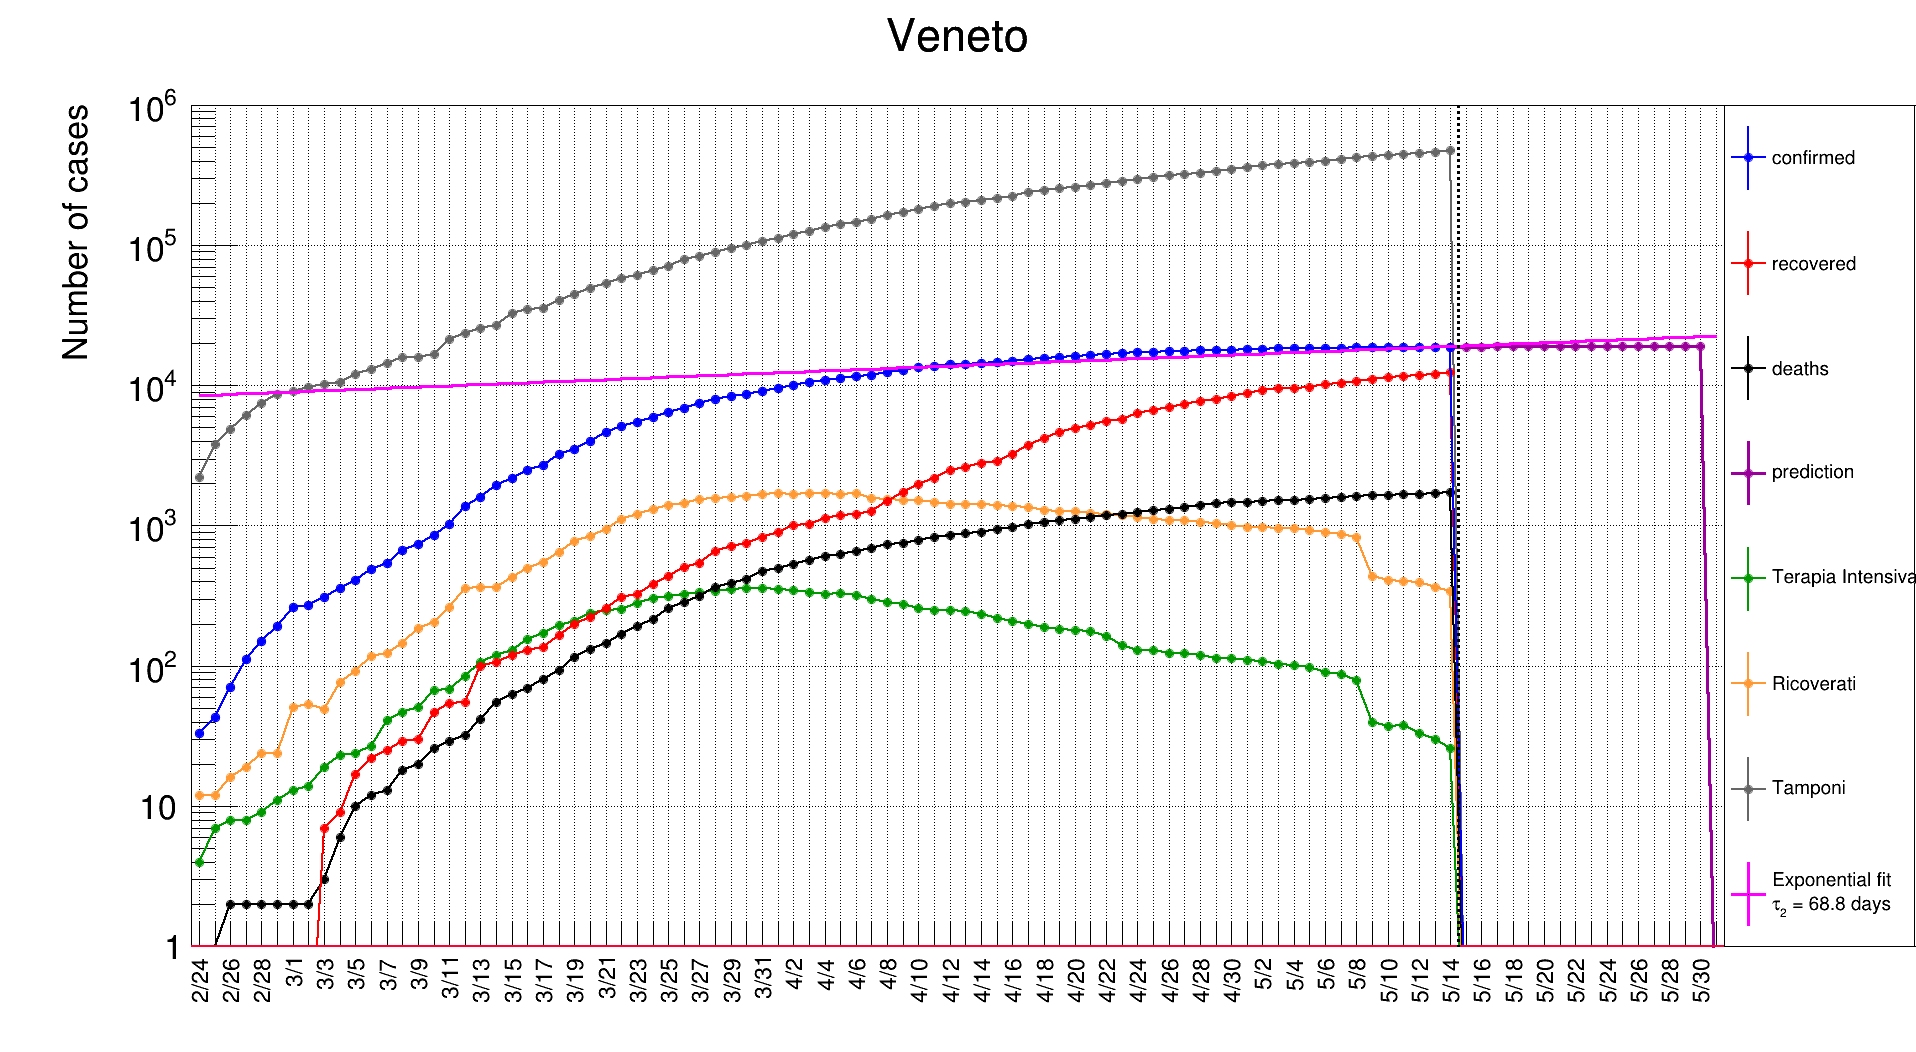 Veneto
Number of cases
10^6
10^5
10^4
10^3
10^2
10
1
2/24 2/26 2/28 3/1 3/3 3/5 3/7 3/9 3/11 3/13 3/15 3/17 3/19 3/21 3/23 3/25 3/27 3/29 3/31 4/2 4/4 4/6 4/8 4/10 4/12 4/14 4/16 4/18 4/20 4/22 4/24 4/26 4/28 4/30 5/2 5/4 5/6 5/8 5/10 5/12 5/14 5/16 5/18 5/20 5/22 5/24 5/26 5/28 5/30
confirmed
recovered
deaths
prediction
Terapia Intensiva
Ricoverati
Tamponi
Exponential fit
τ₂ = 68.8 days